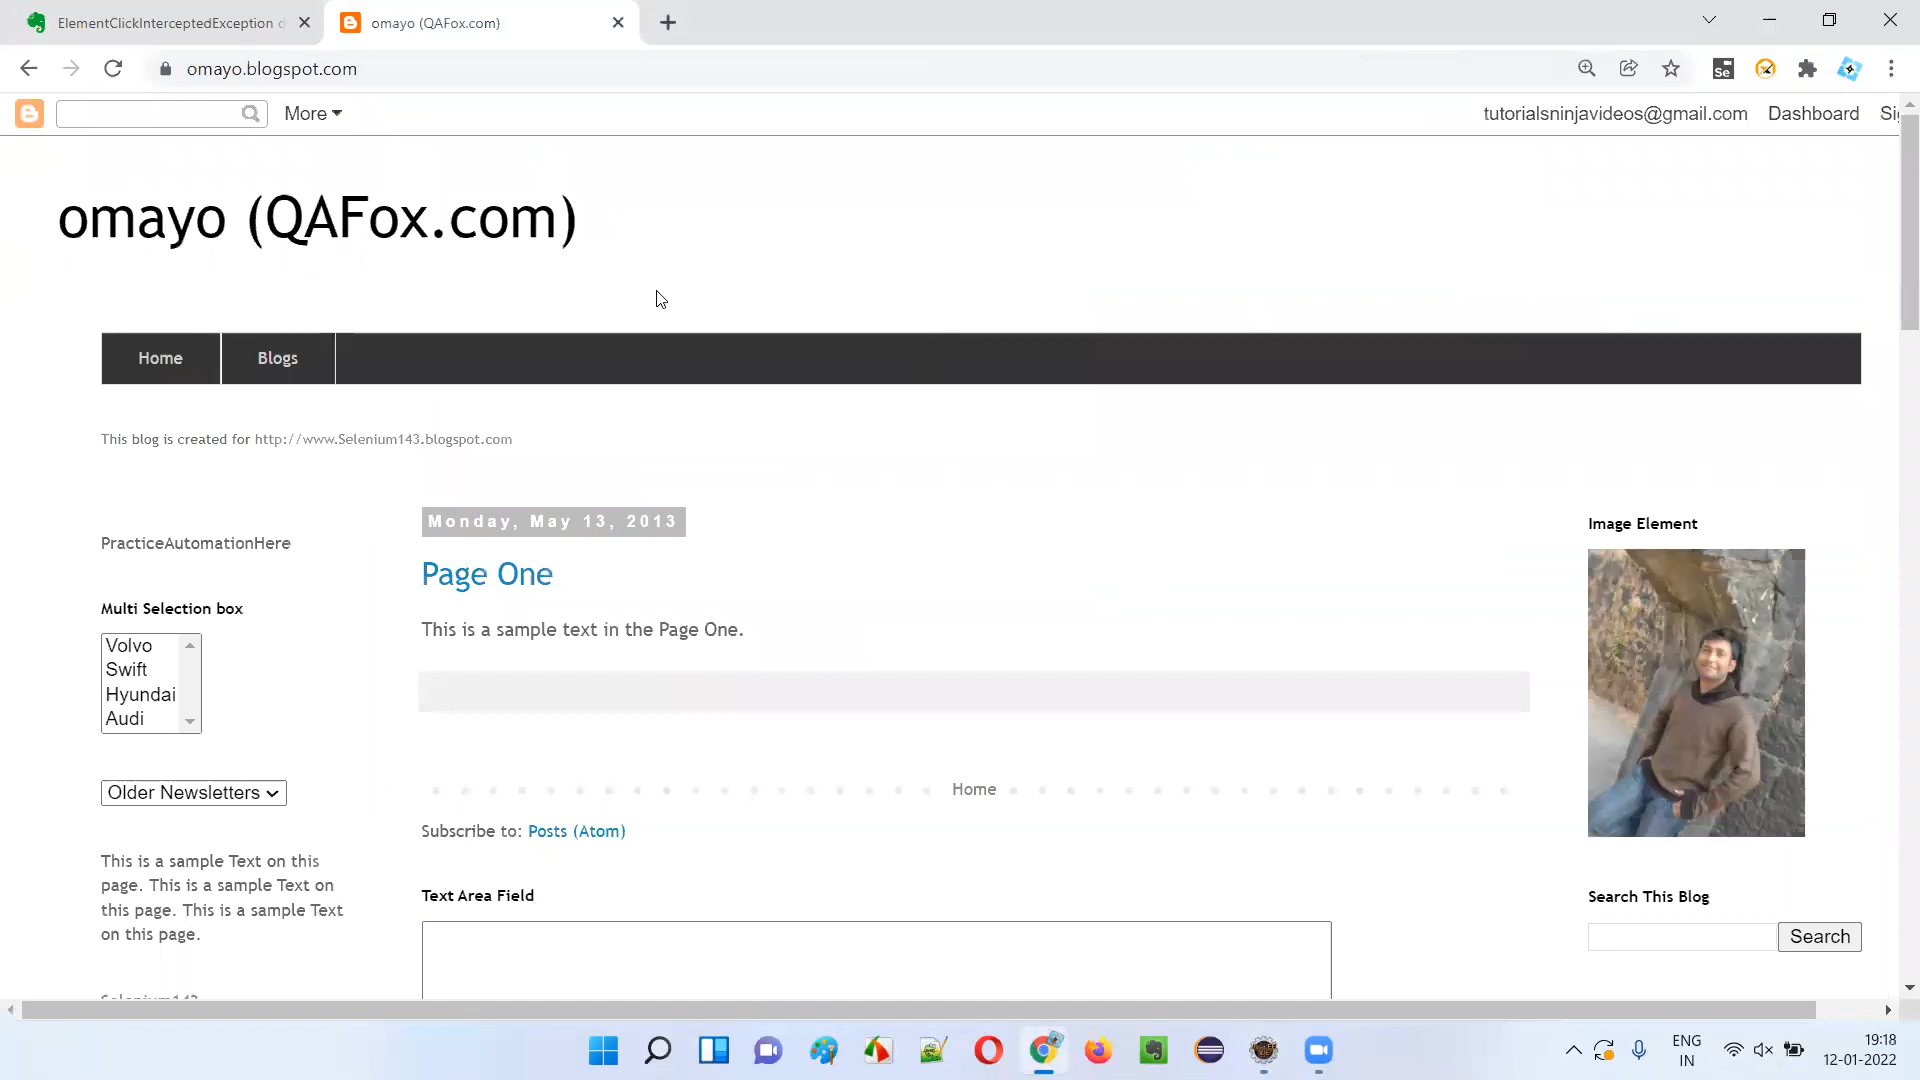 ElementClickInterceptedException
omayo (QAFox.com)
omayo.blogspot.com
Se
More
tutorialsninjavideos@gmail.com
Dashboard
omayo (QAFox.com)
Home
Blogs
This blog is created for http://www.Selenium143.blogspot.com
PracticeAutomationHere
Multi Selection box
Volvo
Swift
Hyundai
Audi
Older Newsletters
This is a sample Text on this
page. This is a sample Text on
this page. This is a sample Text
on this page.
Monday, May 13, 2013
Page One
This is a sample text in the Page One.
Home
Subscribe to: Posts (Atom)
Text Area Field
Image Element
Search This Blog
Search
ENG
IN
19:18
12-01-2022